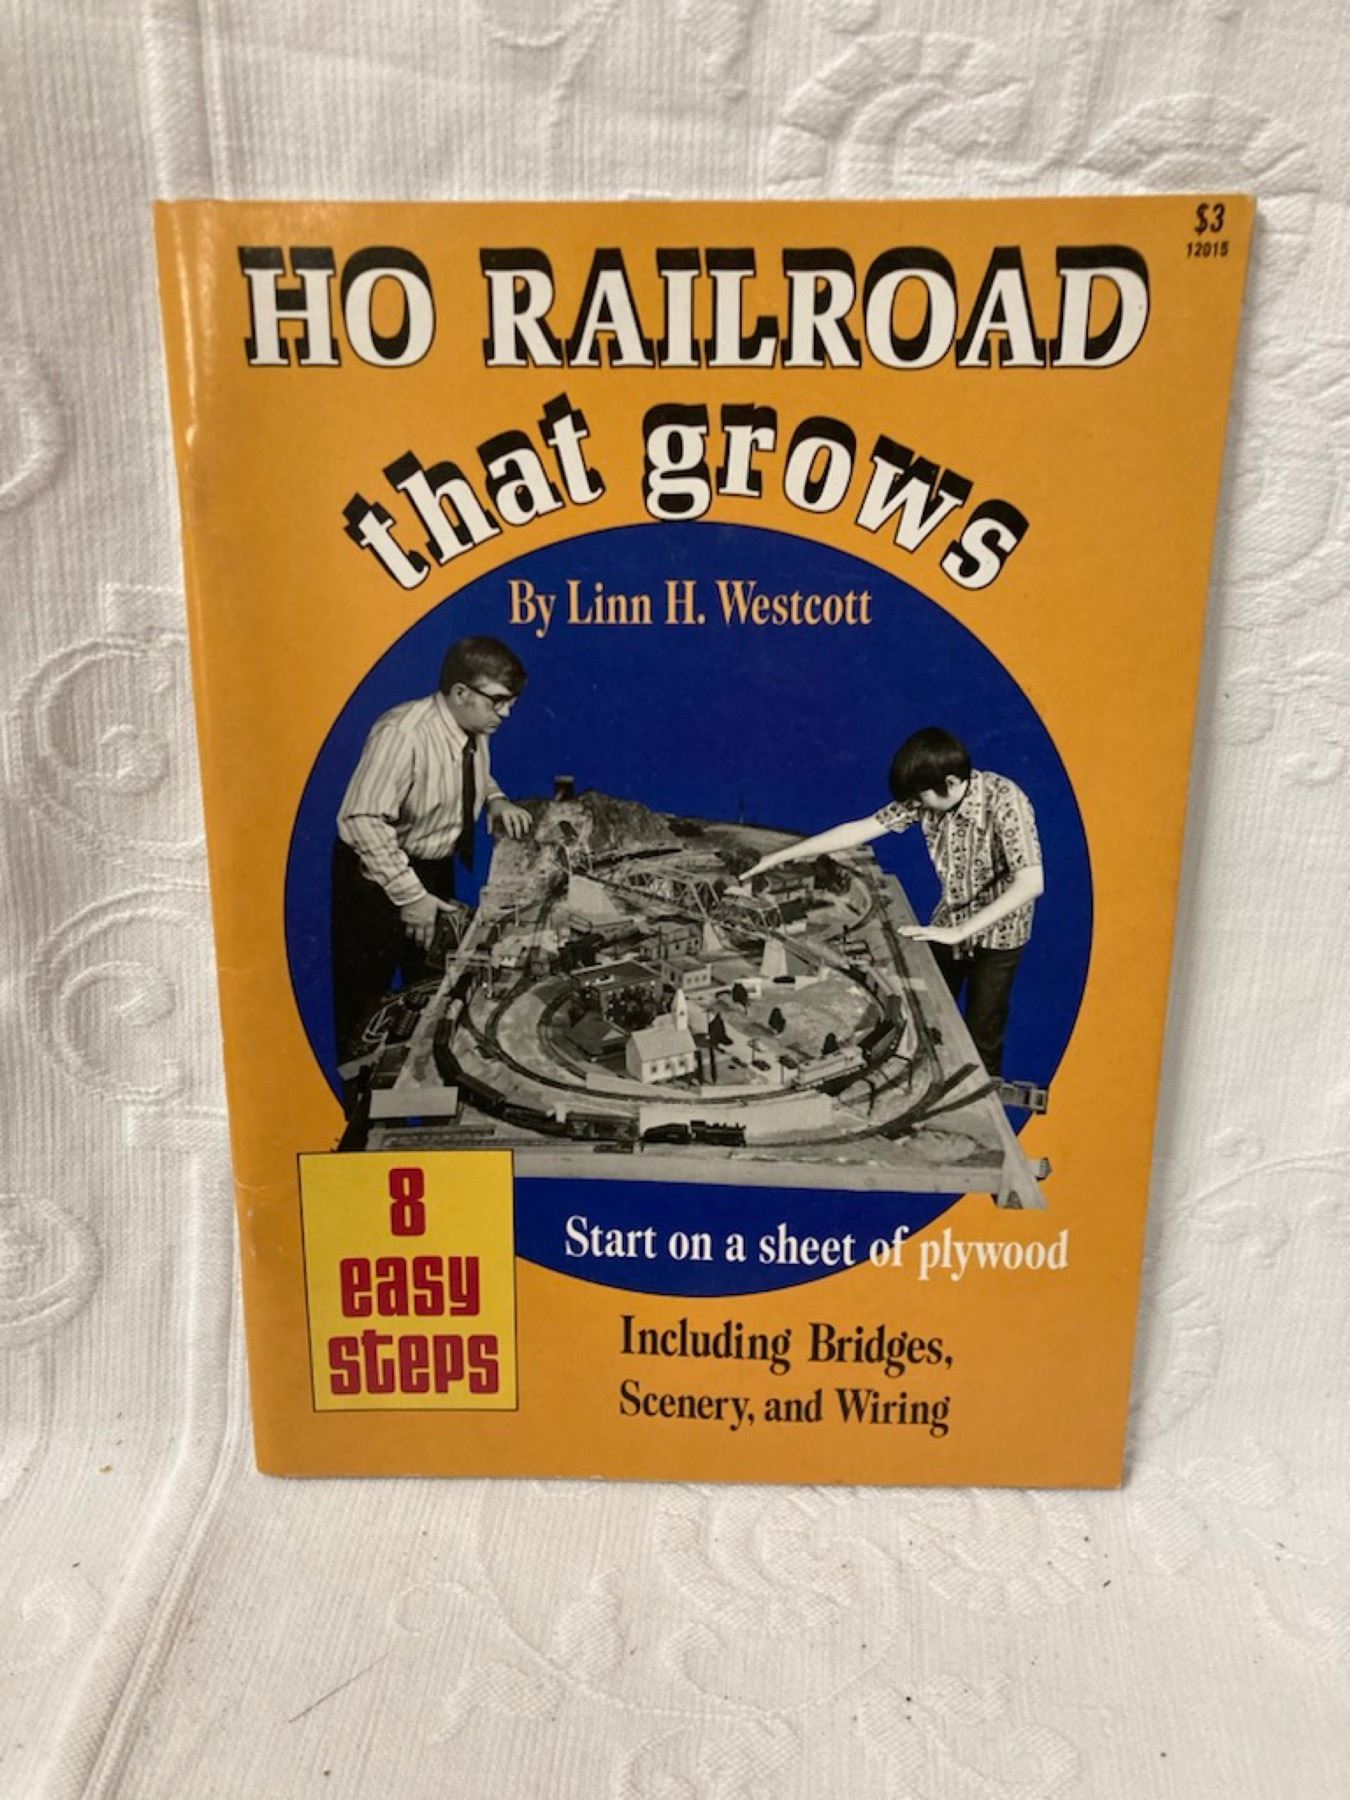 $3
12015
HO RAILROAD
that grows
By Linn H. Westcott
8
easy
steps
Start on a sheet of plywood
Including Bridges,
Scenery, and Wiring